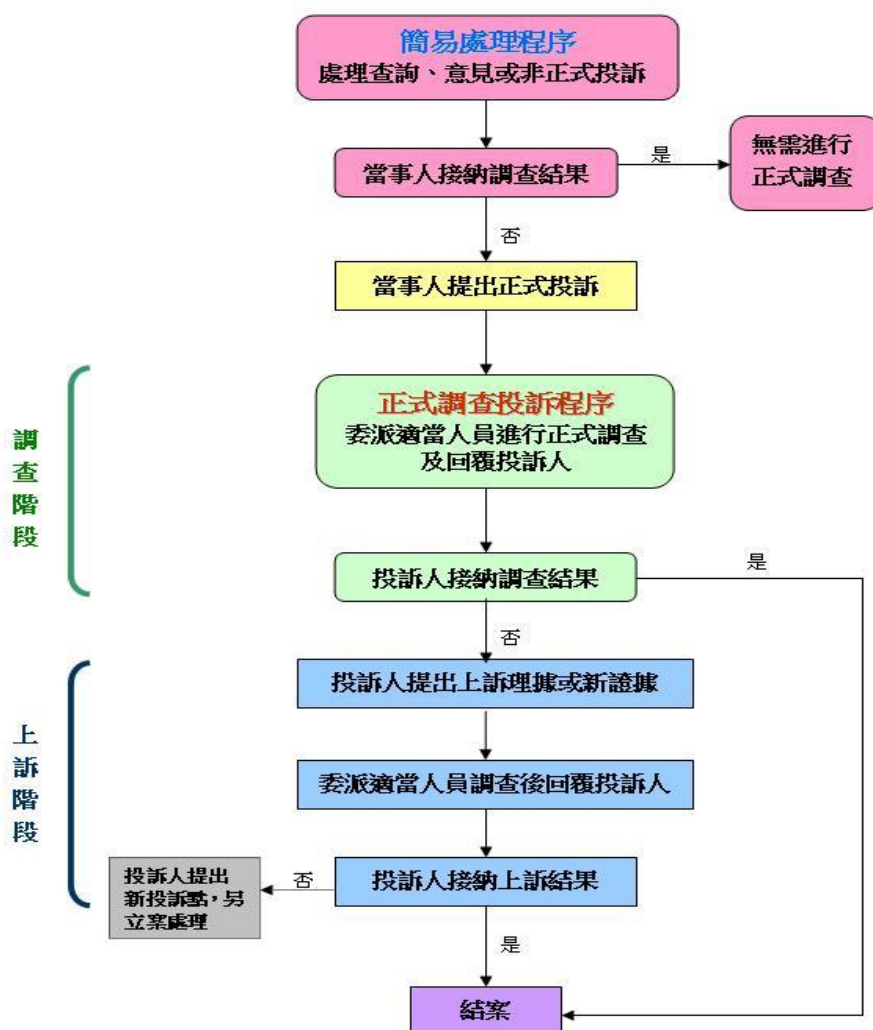 簡易處理程序
處理查詢、意見或非正式投訴
當事人接納調查結果
是
無需進行
正式調查
否
當事人提出正式投訴
調查階段
正式調查投訴程序
委派適當人員進行正式調查
及回覆投訴人
投訴人接納調查結果
是
否
上訴階段
投訴人提出上訴理據或新證據
委派適當人員調查後回覆投訴人
投訴人接納上訴結果
否
投訴人提出
新投訴點，另
立案處理
是
結案